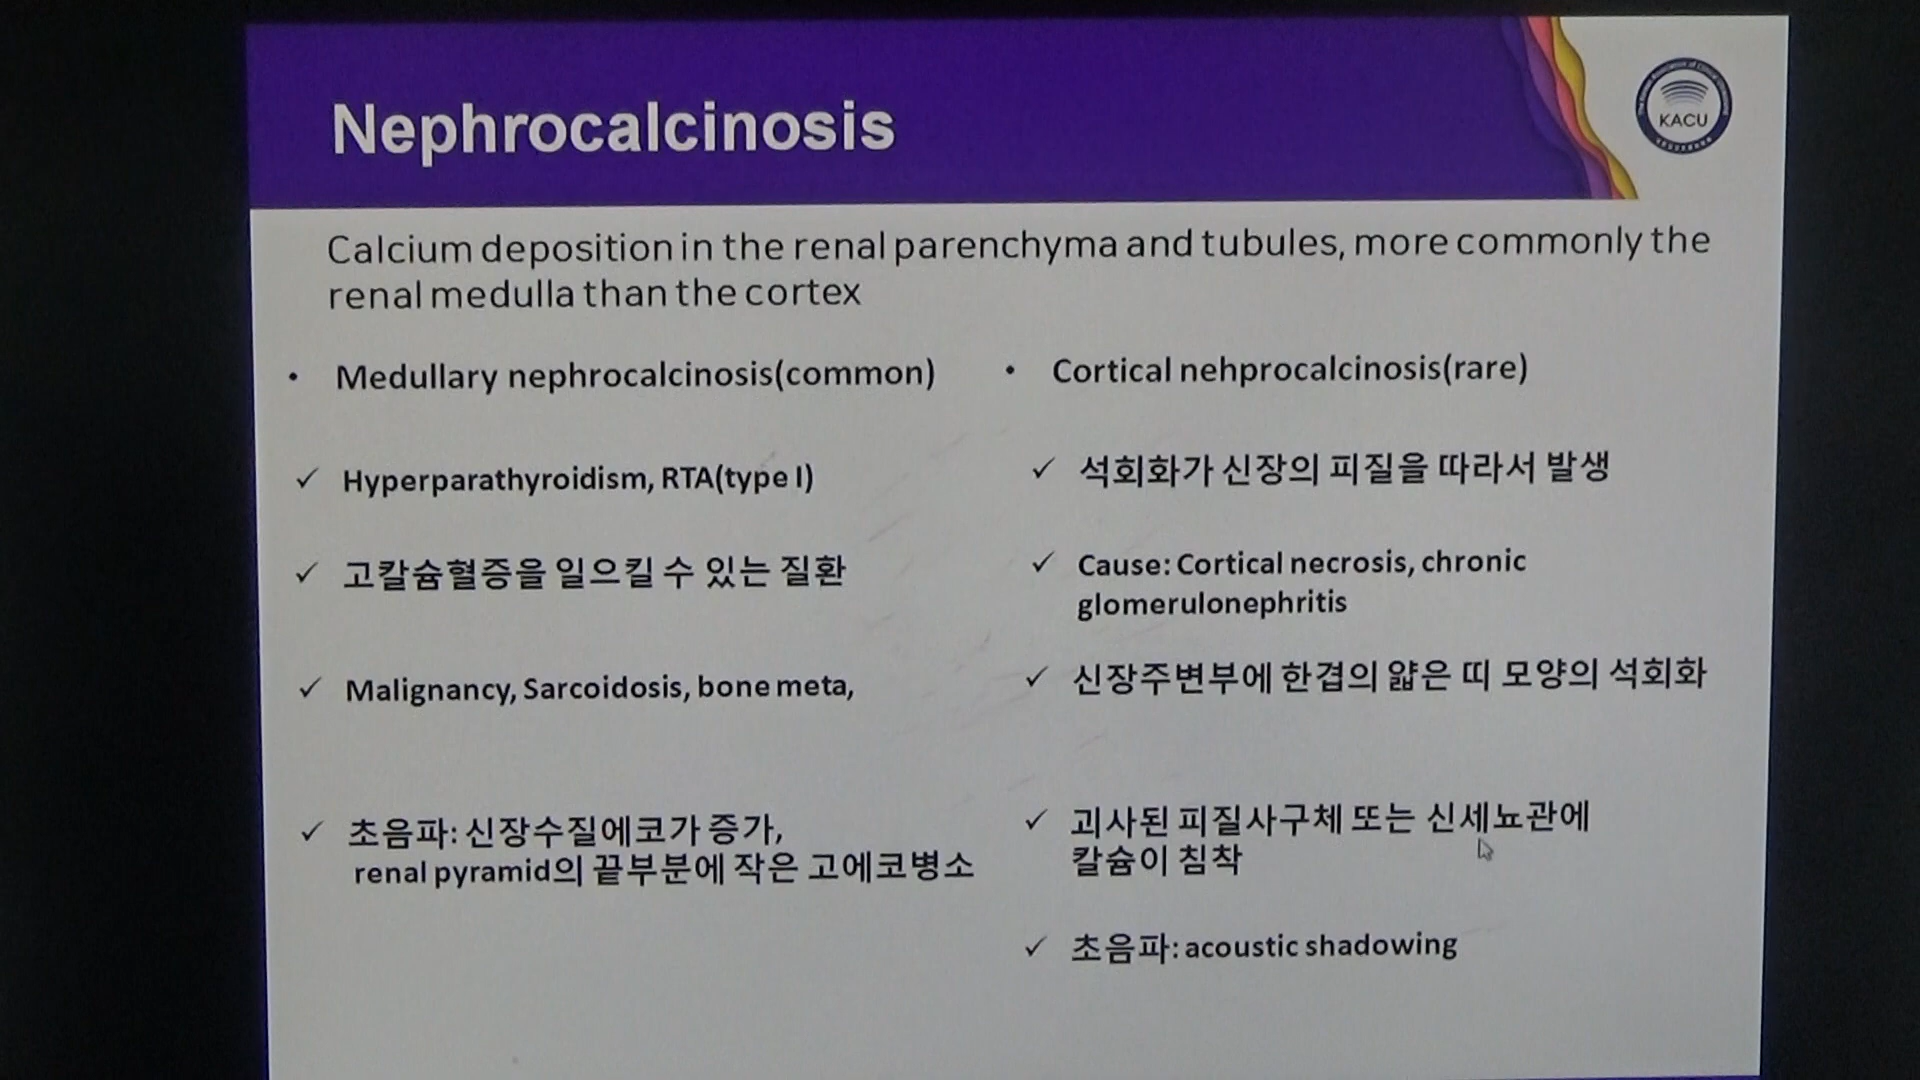 Nephrocalcinosis
KACU
Calcium deposition in the renal parenchyma and tubules, more commonly the
renal medulla than the cortex
• Medullary nephrocalcinosis(common)
✓ Hyperparathyroidism, RTA(type I)
✓ 고칼슘혈증을 일으킬 수 있는 질환
✓ Malignancy, Sarcoidosis, bone meta,
✓ 초음파: 신장수질에코가 증가,
renal pyramid의 끝부분에 작은 고에코병소
• Cortical nehprocalcinosis(rare)
✓ 석회화가 신장의 피질을 따라서 발생
✓ Cause: Cortical necrosis, chronic
glomerulonephritis
✓ 신장주변부에 한겹의 얇은 띠 모양의 석회화
✓ 괴사된 피질사구체 또는 신세뇨관에
칼슘이 침착
✓ 초음파: acoustic shadowing